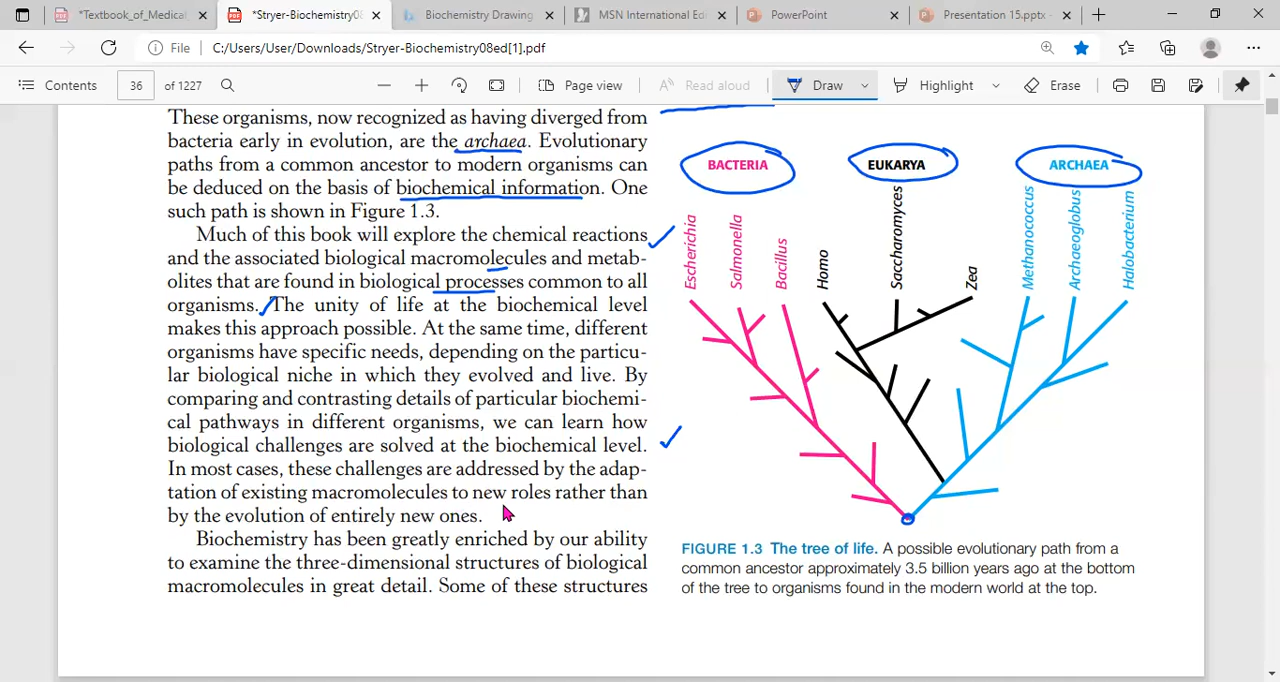 *Textbook_of_Medical_
*Stryer-Biochemistry08
Biochemistry Drawing
MSN International Edi
PowerPoint
Presentation 15.pptx -
File
C:/Users/User/Downloads/Stryer-Biochemistry08ed[1].pdf
Contents
36
of 1227
Page view
Read aloud
Draw
Highlight
Erase
These organisms, now recognized as having diverged from
bacteria early in evolution, are the archaea. Evolutionary
paths from a common ancestor to modern organisms can
be deduced on the basis of biochemical information. One
such path is shown in Figure 1.3.
Much of this book will explore the chemical reactions
and the associated biological macromolecules and metab-
olites that are found in biological processes common to all
organisms. The unity of life at the biochemical level
makes this approach possible. At the same time, different
organisms have specific needs, depending on the particu-
lar biological niche in which they evolved and live. By
comparing and contrasting details of particular biochemi-
cal pathways in different organisms, we can learn how
biological challenges are solved at the biochemical level.
In most cases, these challenges are addressed by the adap-
tation of existing macromolecules to new roles rather than
by the evolution of entirely new ones.
Biochemistry has been greatly enriched by our ability
to examine the three-dimensional structures of biological
macromolecules in great detail. Some of these structures
BACTERIA
EUKARYA
ARCHAEA
Escherichia
Salmonella
Bacillus
Homo
Saccharomyces
Zea
Methanococcus
Archaeoglobus
Halobacterium
FIGURE 1.3 The tree of life. A possible evolutionary path from a
common ancestor approximately 3.5 billion years ago at the bottom
of the tree to organisms found in the modern world at the top.